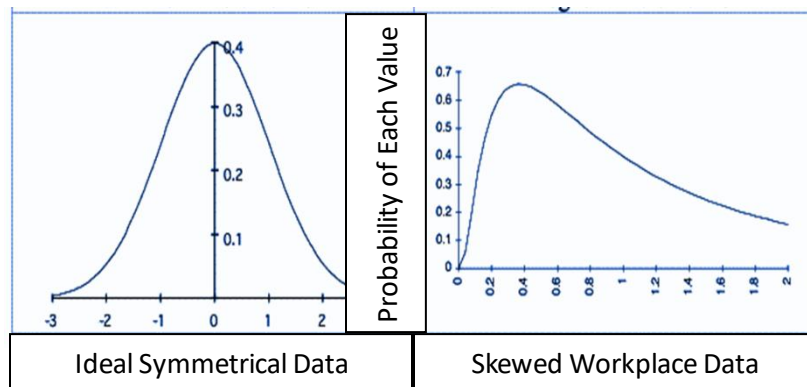 0.4
0.3
0.2
0.1
-3 -2 -1 0 1 2
Probability of Each Value
0.7
0.6
0.5
0.4
0.3
0.2
0.1
0
0 0.2 0.4 0.6 0.8 1 1.2 1.4 1.6 1.8 2
Ideal Symmetrical Data
Skewed Workplace Data